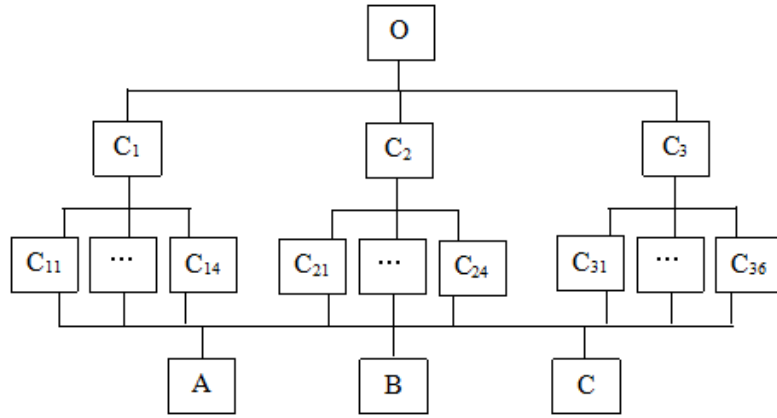 O
C₁ C₂ C₃
C₁₁ ... C₁₄ C₂₁ ... C₂₄ C₃₁ ... C₃₆
A B C